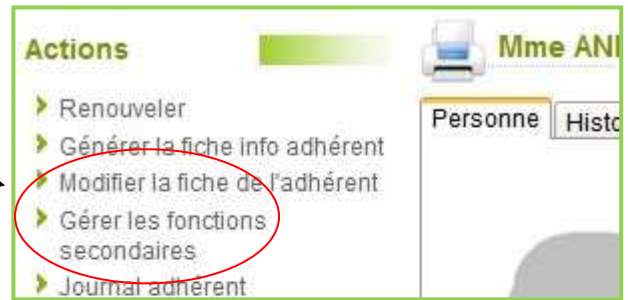 Actions
Mme ANI
Renouveler
Personne
Histo
Générer la fiche info adhérent
Modifier la fiche de l'adhérent
Gérer les fonctions
secondaires
Journal adhérent